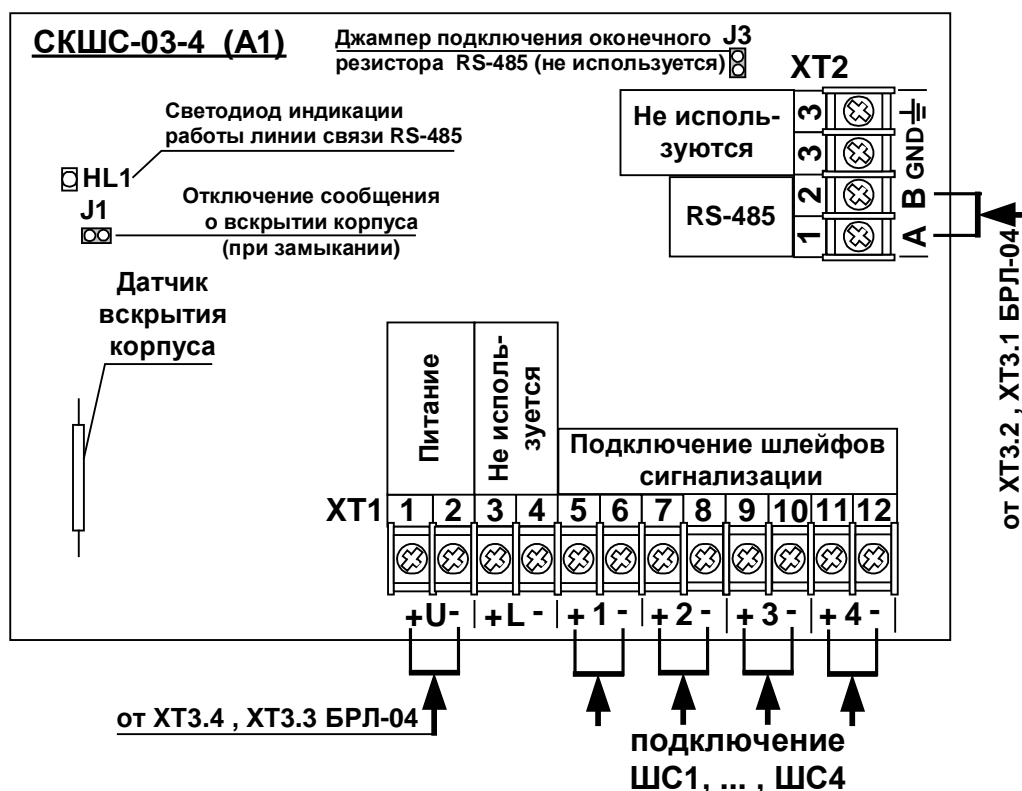 СКШС-03-4 (А1)
Джампер подключения оконечного J3
резистора RS-485 (не используется)
XT2
Светодиод индикации
работы линии связи RS-485
HL1
J1
Отключение сообщения
о вскрытии корпуса
(при замыкании)
Датчик
вскрытия
корпуса
Не исполь-
зуются
RS-485
3
3
2
1
GND
B
A
от XT3.2 , XT3.1 БРЛ-04
Питание
Не исполь-
зуется
Подключение шлейфов
сигнализации
XT1 1 2 3 4 5 6 7 8 9 10 11 12
+U- +L - + 1 - + 2 - + 3 - + 4 -
от XT3.4 , XT3.3 БРЛ-04
подключение
ШС1, ... , ШС4